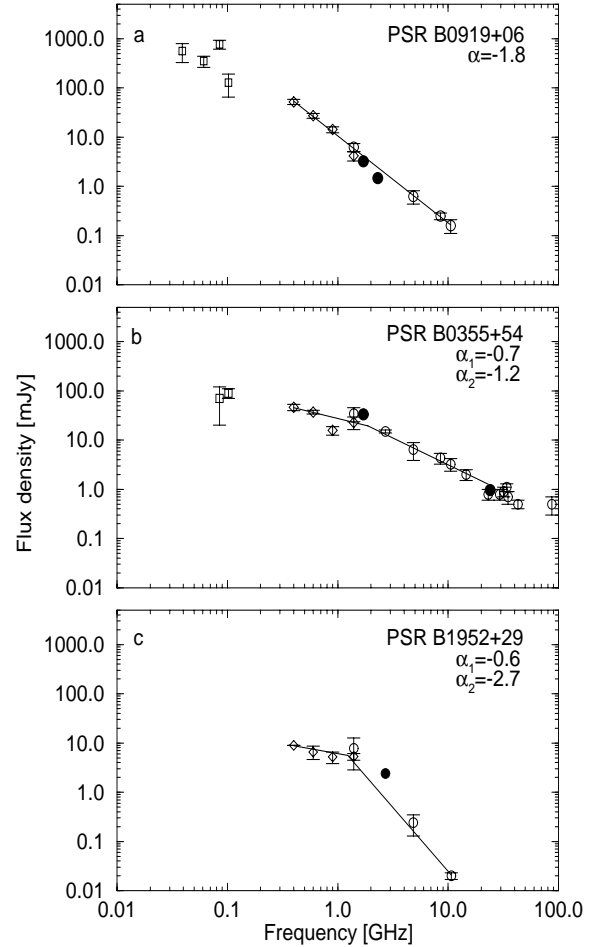 a
PSR B0919+06
α=-1.8
1000.0
100.0
10.0
1.0
0.1
0.01
b
PSR B0355+54
α1=-0.7
α2=-1.2
1000.0
100.0
10.0
1.0
0.1
0.01
Flux density [mJy]
c
PSR B1952+29
α1=-0.6
α2=-2.7
1000.0
100.0
10.0
1.0
0.1
0.01
0.01 0.1 1.0 10.0 100.0
Frequency [GHz]